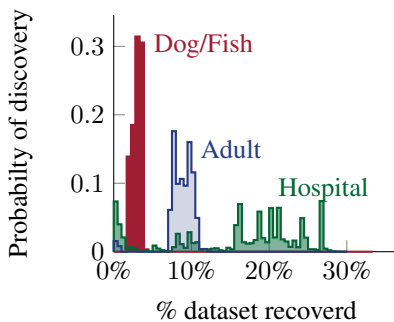 Probabilty of discovery
0.3
0.2
0.1
0
Dog/Fish
Adult
Hospital
0%
10%
20%
30%
% dataset recoverd